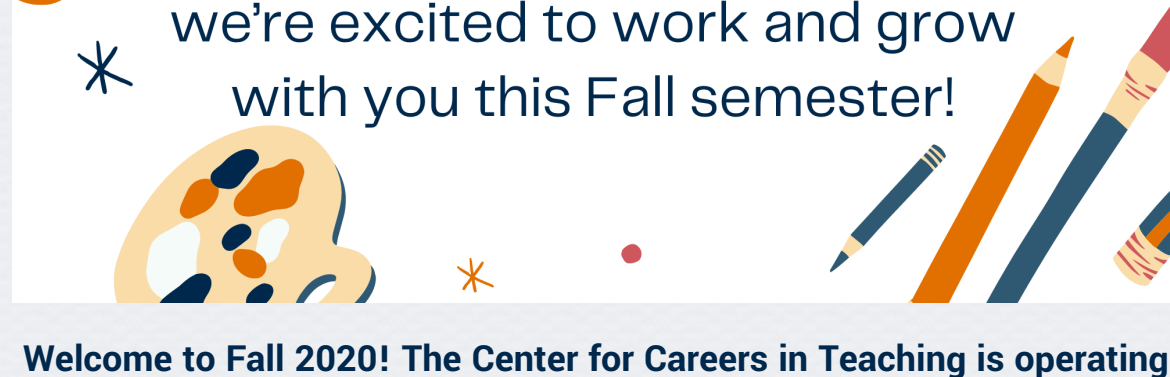 we're excited to work and grow
with you this Fall semester!
Welcome to Fall 2020! The Center for Careers in Teaching is operating